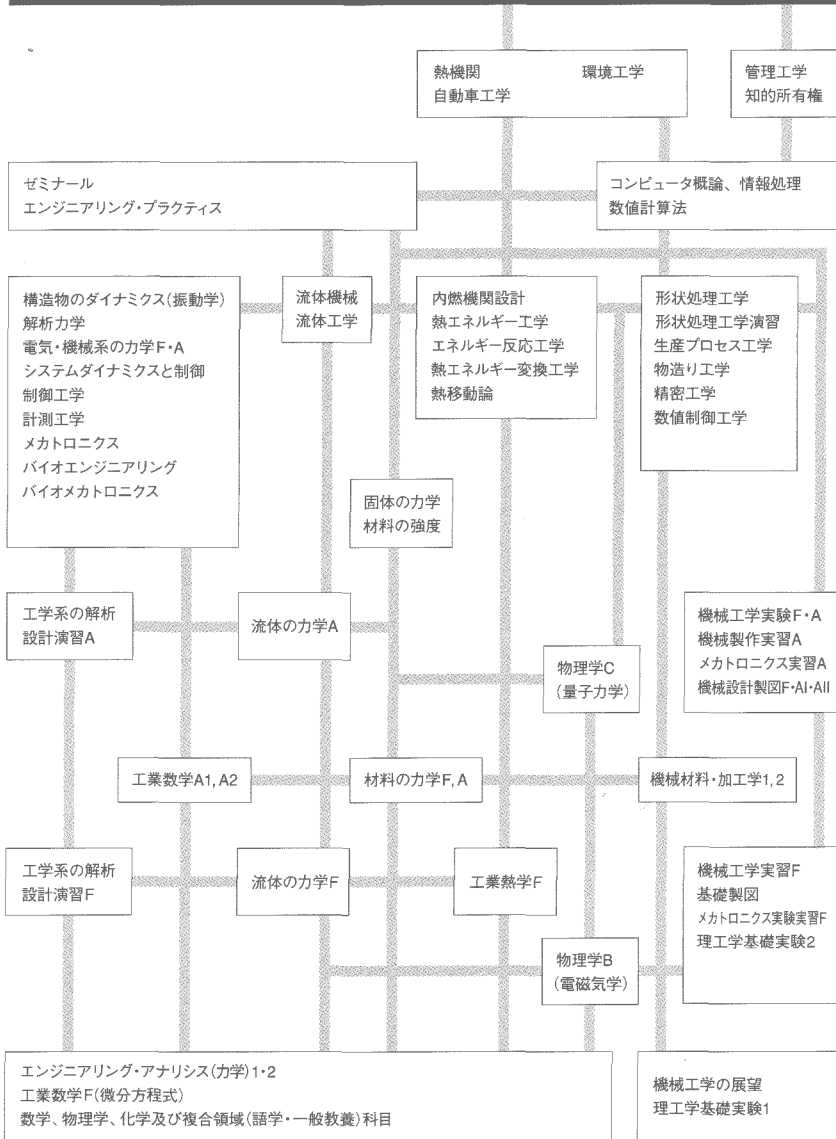 熱機関
環境工学
自動車工学
管理工学
知的所有権
ゼミナール
エンジニアリング・プラクティス
コンピュータ概論、情報処理
数値計算法
構造物のダイナミクス(振動学)
解析力学
電気・機械系の力学F・A
システムダイナミクスと制御
制御工学
計測工学
メカトロニクス
バイオエンジニアリング
バイオメカトロニクス
流体機械
流体工学
内燃機関設計
熱エネルギー工学
エネルギー反応工学
熱エネルギー変換工学
熱移動論
形状処理工学
形状処理工学演習
生産プロセス工学
物造り工学
精密工学
数値制御工学
固体の力学
材料の強度
工学系の解析
設計演習A
流体の力学A
物理学C
(量子力学)
機械工学実験F・A
機械製作実習A
メカトロニクス実習A
機械設計製図F・AI・AII
工業数学A1, A2
材料の力学F, A
機械材料・加工学1, 2
工学系の解析
設計演習F
流体の力学F
工業熱学F
機械工学実習F
基礎製図
メカトロニクス実験実習F
理工学基礎実験2
物理学B
(電磁気学)
エンジニアリング・アナリシス(力学)1・2
工業数学F(微分方程式)
数学、物理学、化学及び複合領域(語学・一般教養)科目
機械工学の展望
理工学基礎実験1